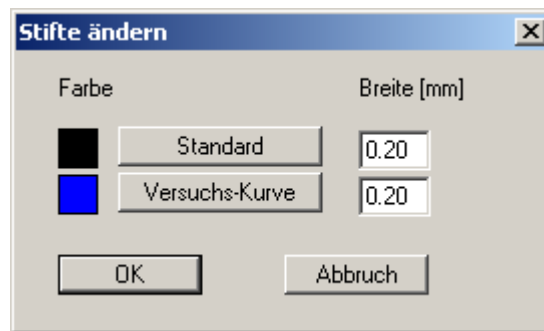 Stifte ändern
Farbe Breite [mm]
Standard 0.20
Versuchs-Kurve 0.20
OK Abbruch